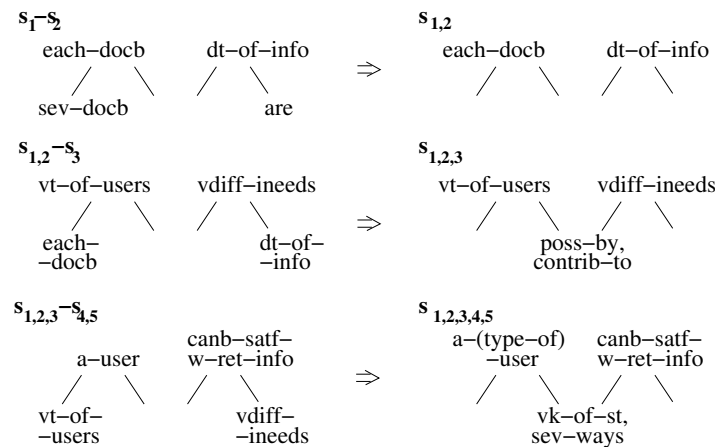 s1−s2
s1,2
each−docb dt−of−info ⇒ each−docb dt−of−info
sev−docb are
s1,2−s3
s1,2,3
vt−of−users vdiff−ineeds ⇒ vt−of−users vdiff−ineeds
each− dt−of− poss−by,
−docb −info contrib−to
s1,2,3−s4,5
s1,2,3,4,5
canb−satf− a−(type−of) canb−satf−
a−user w−ret−info ⇒ −user w−ret−info
vt−of− vdiff− vk−of−st,
−users −ineeds sev−ways